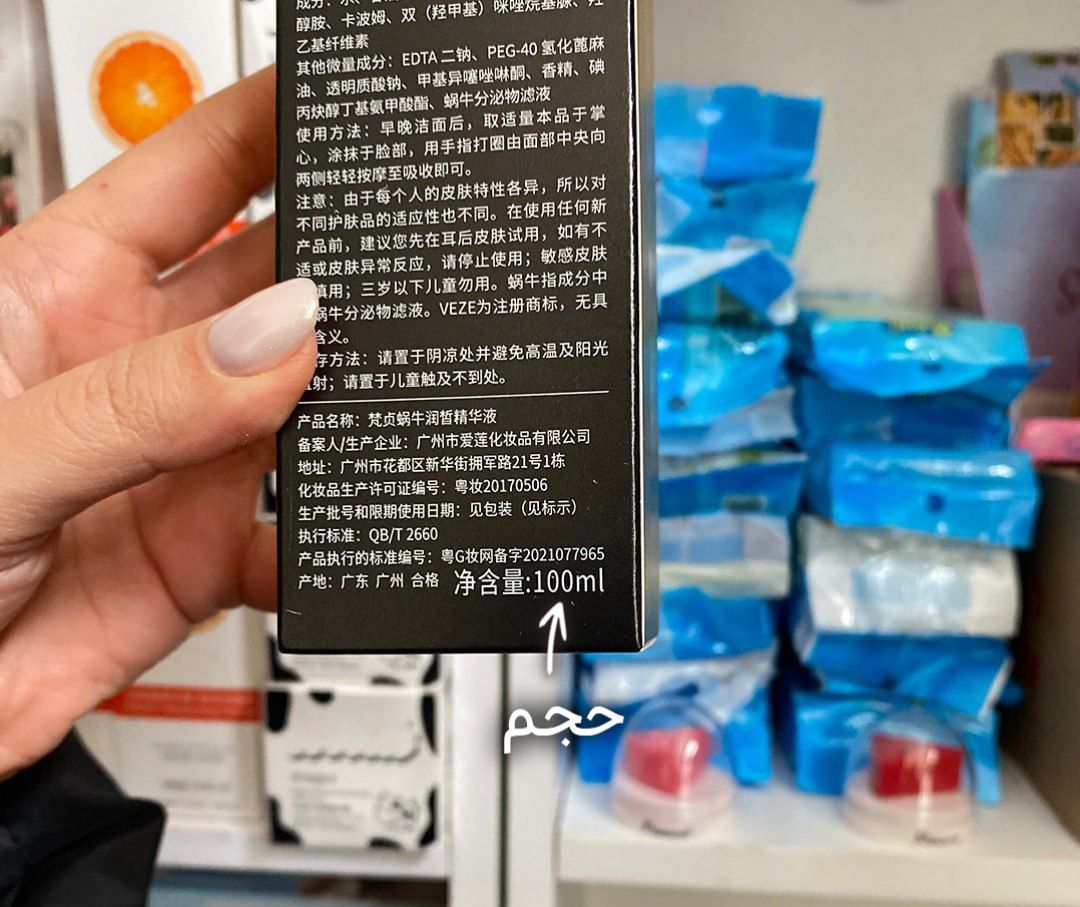 醇胺、卡波姆、双（羟甲基）咪唑烷基脲、羟
乙基纤维素
其他微量成分：EDTA 二钠、PEG-40 氢化蓖麻
油、透明质酸钠、甲基异噻唑啉酮、香精、碘
丙炔醇丁基氨甲酸酯、蜗牛分泌物滤液
使用方法：早晚洁面后，取适量本品于掌
心，涂抹于脸部，用手指打圈由面部中央向
两侧轻轻按摩至吸收即可。
注意：由于每个人的皮肤特性各异，所以对
不同护肤品的适应性也不同。在使用任何新
产品前，建议您先在耳后皮肤试用，如有不
适或皮肤异常反应，请停止使用；敏感皮肤
慎用；三岁以下儿童勿用。蜗牛指成分中
蜗牛分泌物滤液。VEZE为注册商标，无具
含义。
存方法：请置于阴凉处并避免高温及阳光
射；请置于儿童触及不到处。
产品名称：梵贞蜗牛润皙精华液
备案人/生产企业：广州市爱莲化妆品有限公司
地址：广州市花都区新华街拥军路21号1栋
化妆品生产许可证编号：粤妆20170506
生产批号和限期使用日期：见包装（见标示）
执行标准：QB/T 2660
产品执行的标准编号：粤G妆网备字2021077965
产地：广东 广州 合格 净含量:100ml
حجم